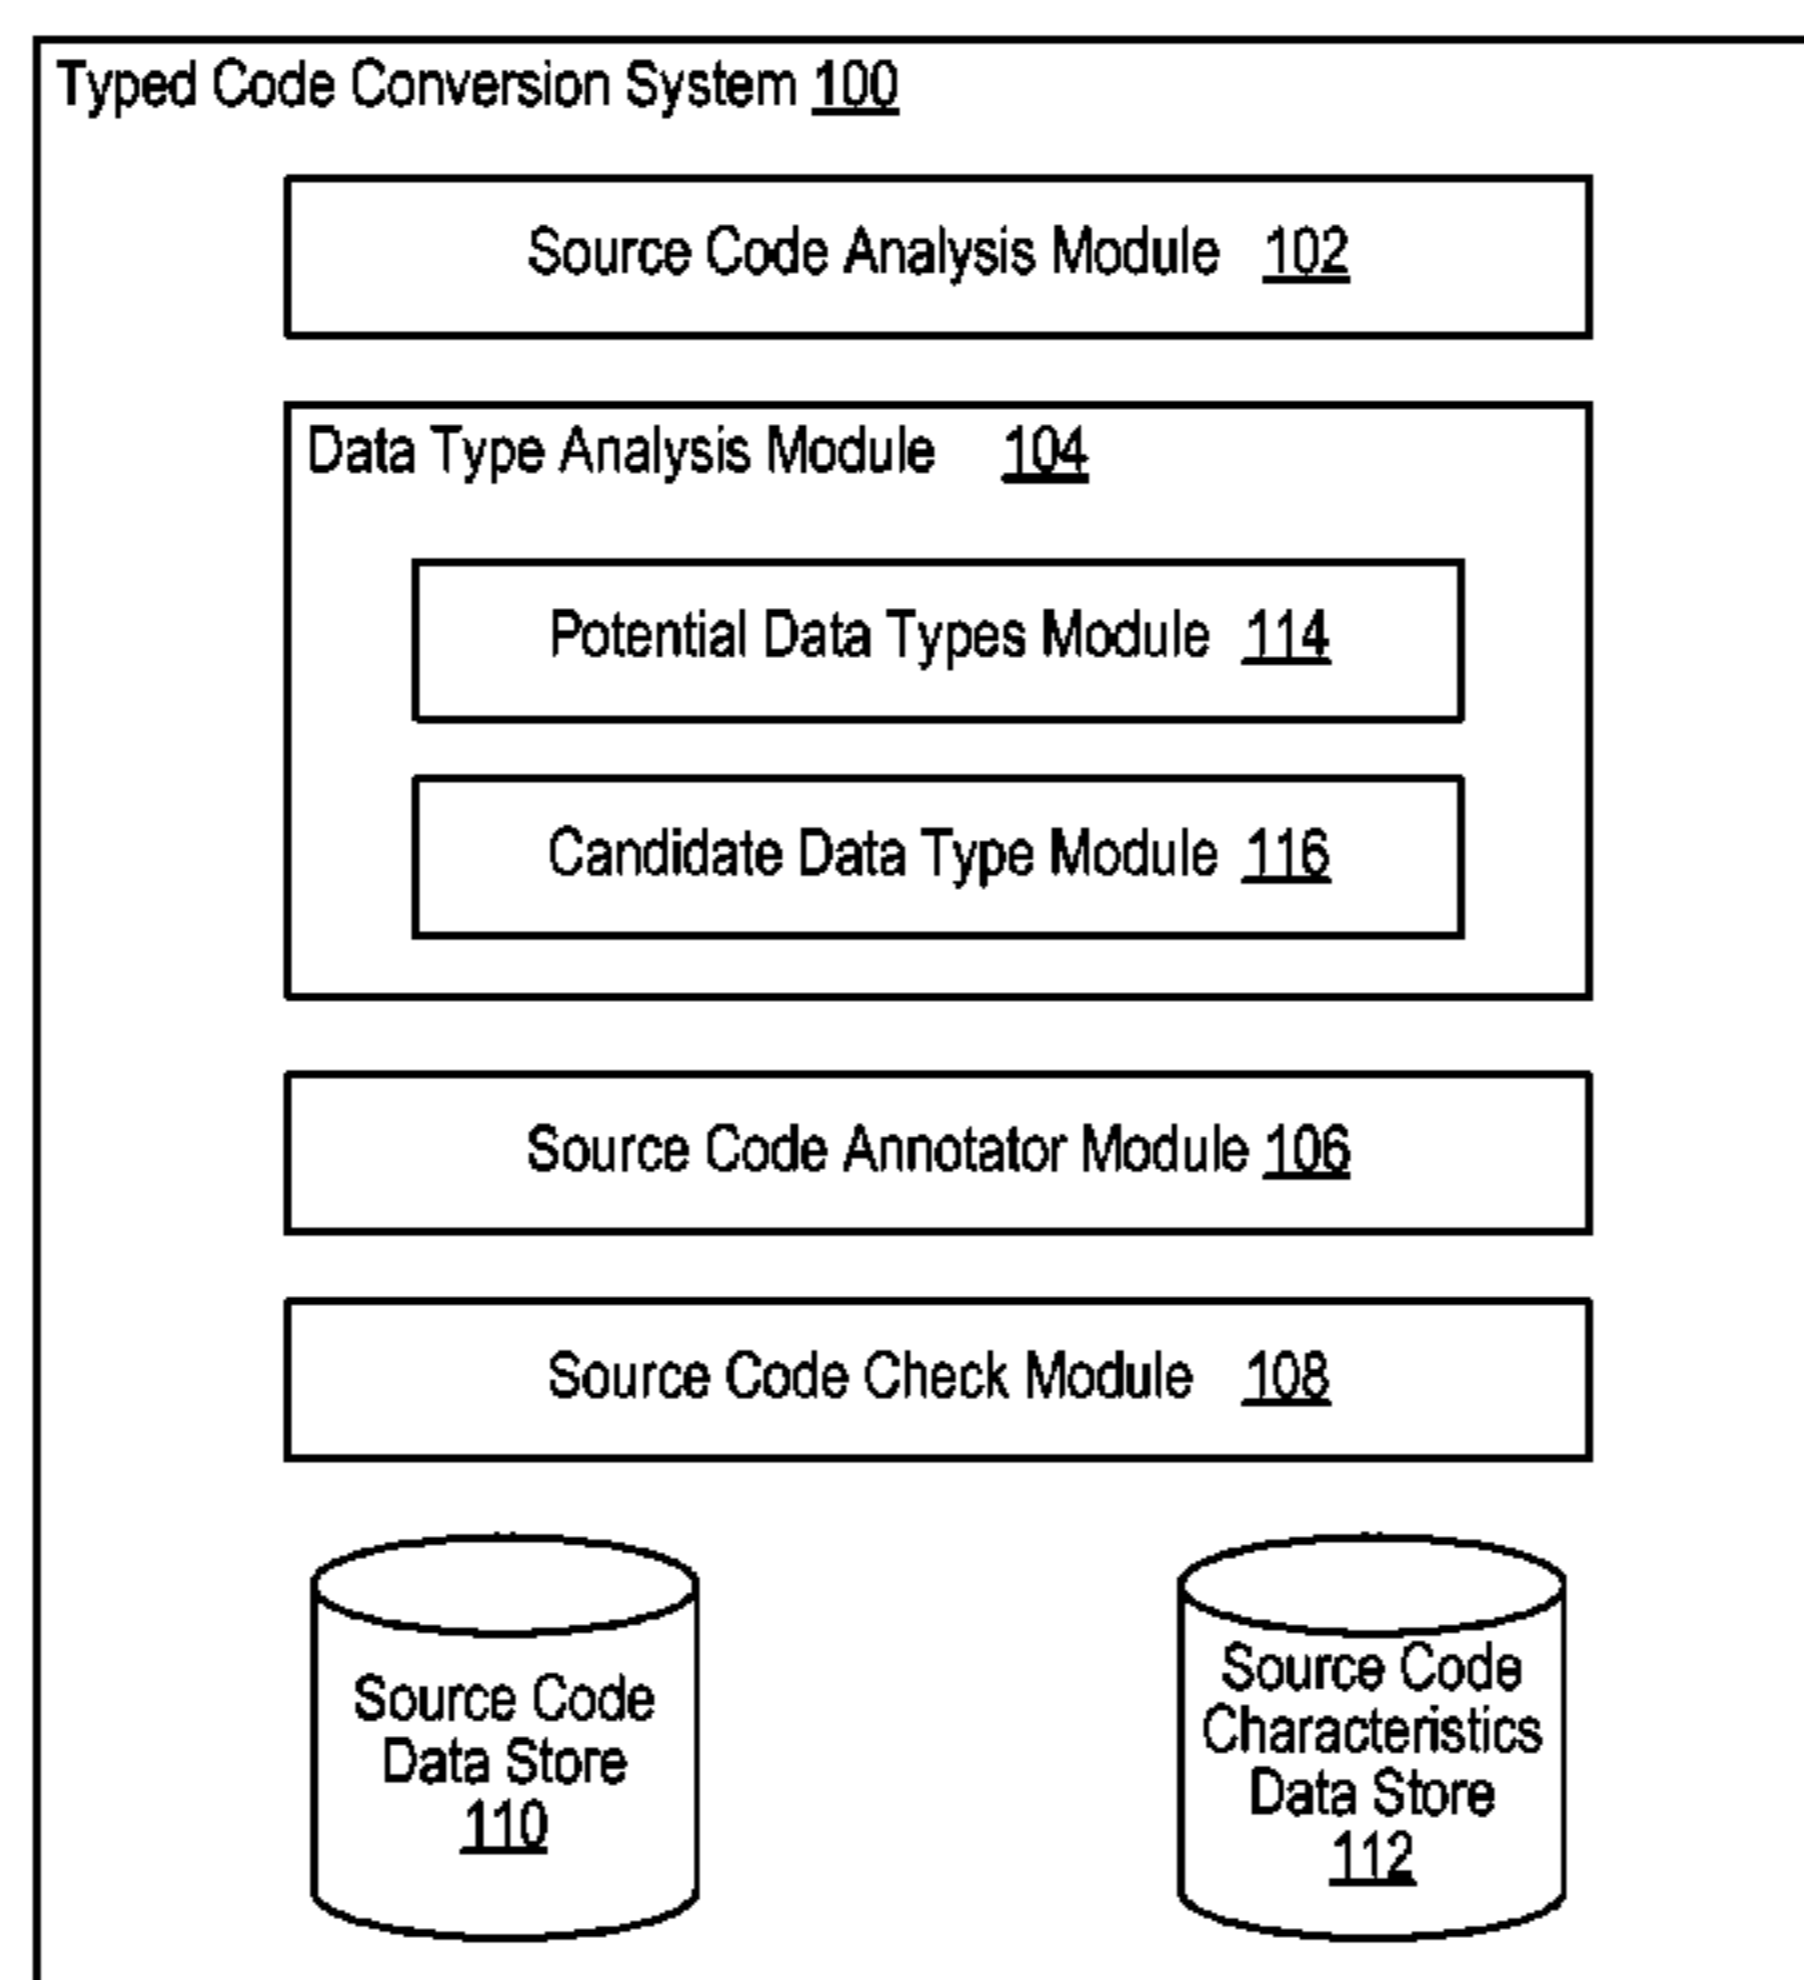 Typed Code Conversion System 100
Source Code Analysis Module 102
Data Type Analysis Module 104
Potential Data Types Module 114
Candidate Data Type Module 116
Source Code Annotator Module 106
Source Code Check Module 108
Source Code
Data Store
110
Source Code
Characteristics
Data Store
112